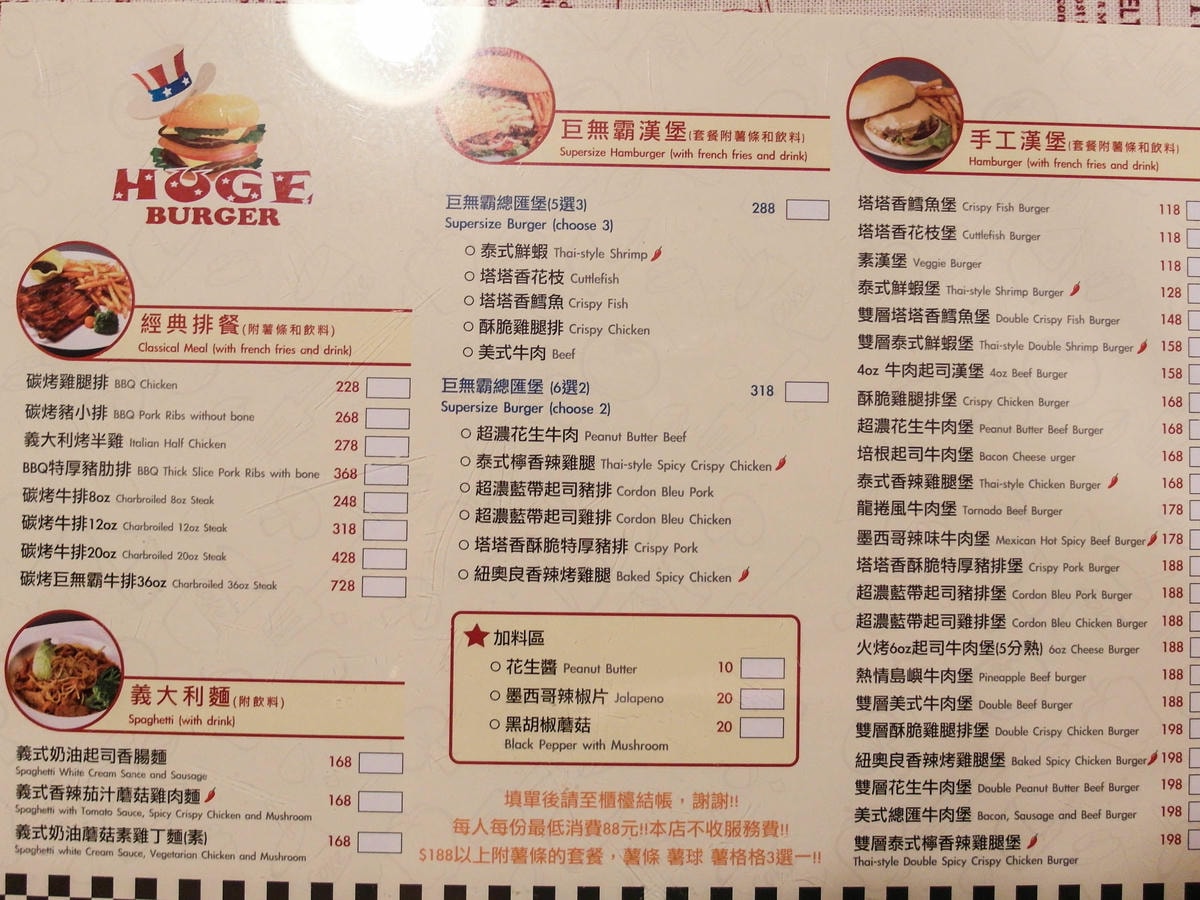 HUGE
BURGER
經典排餐(附薯條和飲料)
Classical Meal (with french fries and drink)
碳烤雞腿排 BBQ Chicken 228
碳烤豬小排 BBQ Pork Ribs without bone 268
義大利烤半雞 Italian Half Chicken 278
BBQ特厚豬肋排 BBQ Thick Slice Pork Ribs with bone 368
碳烤牛排8oz Charbroiled 8oz Steak 248
碳烤牛排12oz Charbroiled 12oz Steak 318
碳烤牛排20oz Charbroiled 20oz Steak 428
碳烤巨無霸牛排36oz Charbroiled 36oz Steak 728
義大利麵(附飲料)
Spaghetti (with drink)
義式奶油起司香腸麵 168
Spaghetti White Cream Sance and Sausage
義式香辣茄汁蘑菇雞肉麵 168
Spaghetti with Tomato Sauce, Spicy Crispy Chicken and Mushroom
義式奶油蘑菇素雞丁麵(素) 168
Spaghetti white Cream Sauce, Vegetarian Chicken and Mushroom
巨無霸漢堡(套餐附薯條和飲料)
Supersize Hamburger (with french fries and drink)
巨無霸總匯堡(5選3) 288
Supersize Burger (choose 3)
泰式鮮蝦 Thai-style Shrimp
塔塔香花枝 Cuttlefish
塔塔香鱈魚 Crispy Fish
酥脆雞腿排 Crispy Chicken
美式牛肉 Beef
巨無霸總匯堡 (6選2) 318
Supersize Burger (choose 2)
超濃花生牛肉 Peanut Butter Beef
泰式檸香辣雞腿 Thai-style Spicy Crispy Chicken
超濃藍帶起司豬排 Cordon Bleu Pork
超濃藍帶起司雞排 Cordon Bleu Chicken
塔塔香酥脆特厚豬排 Crispy Pork
紐奧良香辣烤雞腿 Baked Spicy Chicken
加料區
花生醬 Peanut Butter 10
墨西哥辣椒片 Jalapeno 20
黑胡椒蘑菇 20
Black Pepper with Mushroom
填單後請至櫃檯結帳，謝謝!!
每人每份最低消費88元!!本店不收服務費!!
$188以上附薯條的套餐，薯條 薯球 薯格格3選一!!
手工漢堡(套餐附薯條和飲料)
Hamburger (with french fries and drink)
塔塔香鱈魚堡 Crispy Fish Burger 118
塔塔香花枝堡 Cuttlefish Burger 118
素漢堡 Veggie Burger 118
泰式鮮蝦堡 Thai-style Shrimp Burger 128
雙層塔塔香鱈魚堡 Double Crispy Fish Burger 148
雙層泰式鮮蝦堡 Thai-style Double Shrimp Burger 158
4oz 牛肉起司漢堡 4oz Beef Burger 158
酥脆雞腿排堡 Crispy Chicken Burger 168
超濃花生牛肉堡 Peanut Butter Beef Burger 168
培根起司牛肉堡 Bacon Cheese urger 168
泰式香辣雞腿堡 Thai-style Chicken Burger 168
龍捲風牛肉堡 Tornado Beef Burger 178
墨西哥辣味牛肉堡 Mexican Hot Spicy Beef Burger 178
塔塔香酥脆特厚豬排堡 Crispy Pork Burger 188
超濃藍帶起司豬排堡 Cordon Bleu Pork Burger 188
超濃藍帶起司雞排堡 Cordon Bleu Chicken Burger 188
火烤6oz起司牛肉堡(5分熟) 6oz Cheese Burger 188
熱情島嶼牛肉堡 Pineapple Beef burger 188
雙層美式牛肉堡 Double Beef Burger 188
雙層酥脆雞腿排堡 Double Crispy Chicken Burger 198
紐奧良香辣烤雞腿堡 Baked Spicy Chicken Burger 198
雙層花生牛肉堡 Double Peanut Butter Beef Burger 198
美式總匯牛肉堡 Bacon, Sausage and Beef Burger 198
雙層泰式檸香辣雞腿堡 198
Thai-style Double Spicy Crispy Chicken Burger